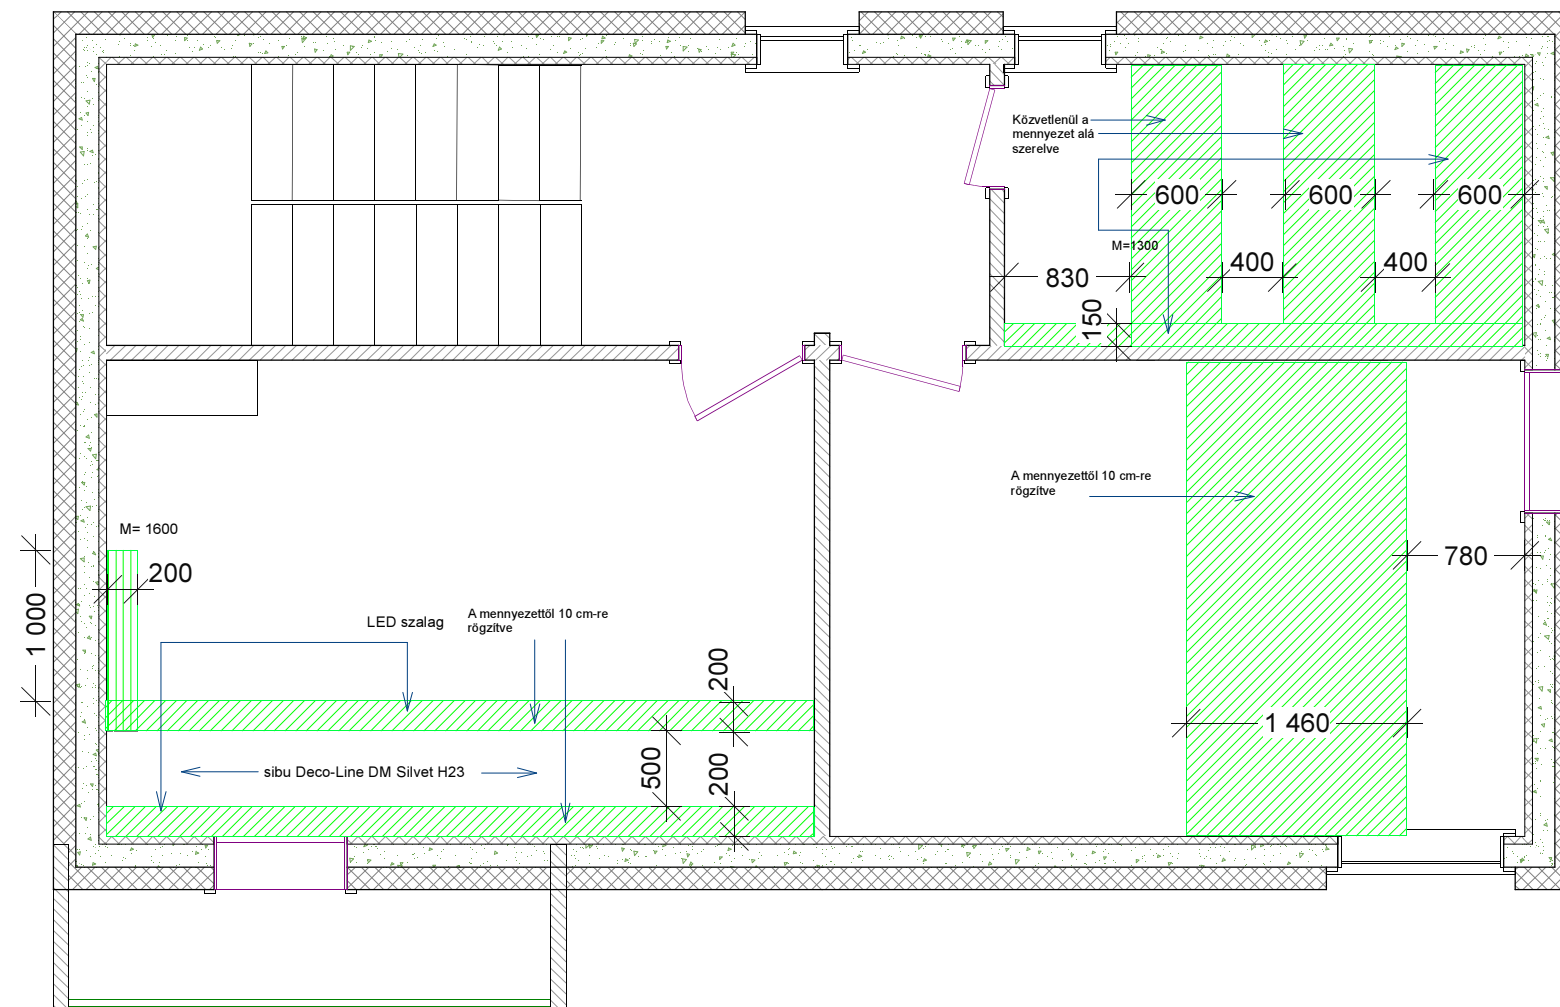 Közvetlenül a
mennyezet alá
szerelve
600
600
600
M=1300
830
400
400
150
A mennyezettől 10 cm-re
rögzítve
780
1 460
M= 1600
200
1 000
LED szalag
A mennyezettől 10 cm-re
rögzítve
200
500
200
sibu Deco-Line DM Silvet H23